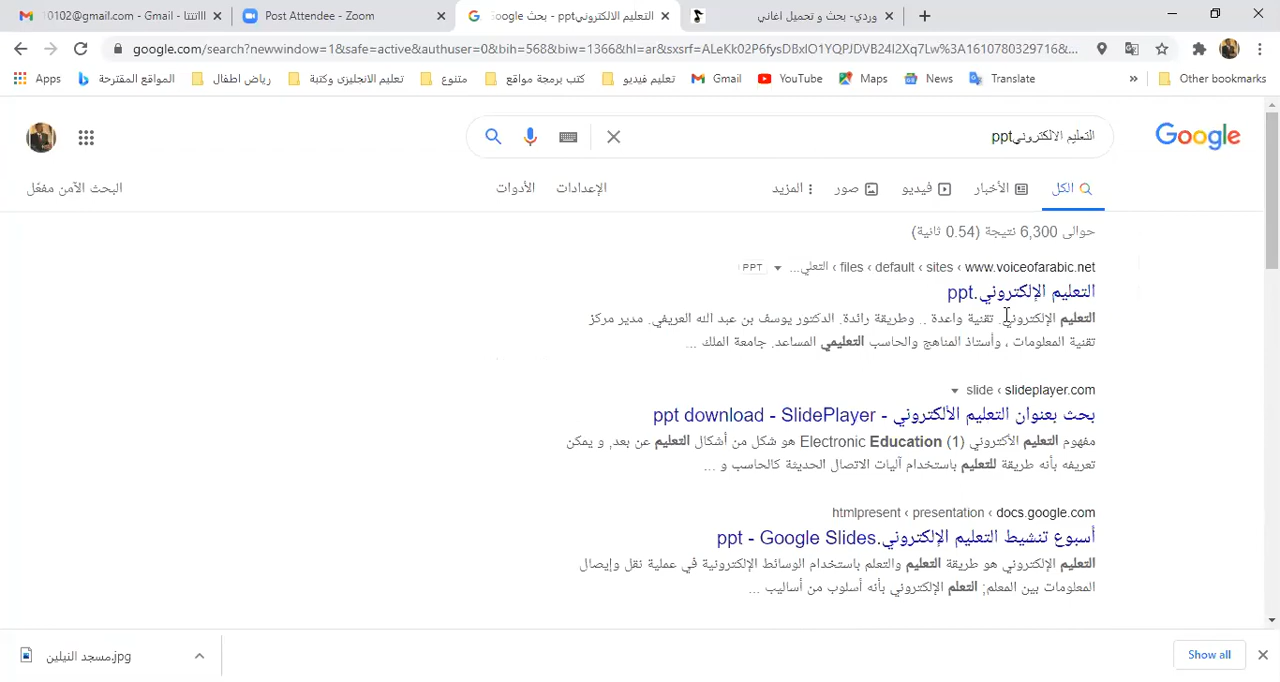 10102@gmail.com - Gmail - اااتتتا
Post Attendee - Zoom
التعليم الالكترونيppt - بحث Google
وردي- بحث و تحميل اغاني
google.com/search?newwindow=1&safe=active&authuser=0&bih=568&biw=1366&hl=ar&sxsrf=ALeKk02P6fysDBxlO1YQPJDVB24I2Xq7Lw%3A1610780329716&...
Apps
المواقع المقترحة
رياض اطفال
تعليم الانجليزى وكتبة
متنوع
كتب برمجة مواقع
تعليم فيديو
Gmail
YouTube
Maps
News
Translate
»
Other bookmarks
التعليم الالكترونيppt
Google
الكل
الأخبار
فيديو
صور
المزيد
الإعدادات
الأدوات
البحث الآمن مفعّل
حوالى 6,300 نتيجة (0.54 ثانية)
www.voiceofarabic.net › sites › default › files › التعلي... PPT
التعليم الإلكتروني.ppt
التعليم الإلكتروني. تقنية واعدة .. وطريقة رائدة. الدكتور يوسف بن عبد الله العريفي. مدير مركز
تقنية المعلومات ، وأستاذ المناهج والحاسب التعليمي المساعد. جامعة الملك ...
slideplayer.com › slide
بحث بعنوان التعليم الألكتروني - ppt download - SlidePlayer
مفهوم التعليم الأكتروني (1) Electronic Education هو شكل من أشكال التعليم عن بعد, و يمكن
تعريفه بأنه طريقة للتعليم باستخدام آليات الاتصال الحديثة كالحاسب و ...
docs.google.com › presentation › htmlpresent
أسبوع تنشيط التعليم الإلكتروني.ppt - Google Slides
التعليم الإلكتروني هو طريقة التعليم والتعلم باستخدام الوسائط الإلكترونية في عملية نقل وإيصال
المعلومات بين المعلم; التعلم الإلكتروني بأنه أسلوب من أساليب ...
مسجد النيلين.jpg
Show all